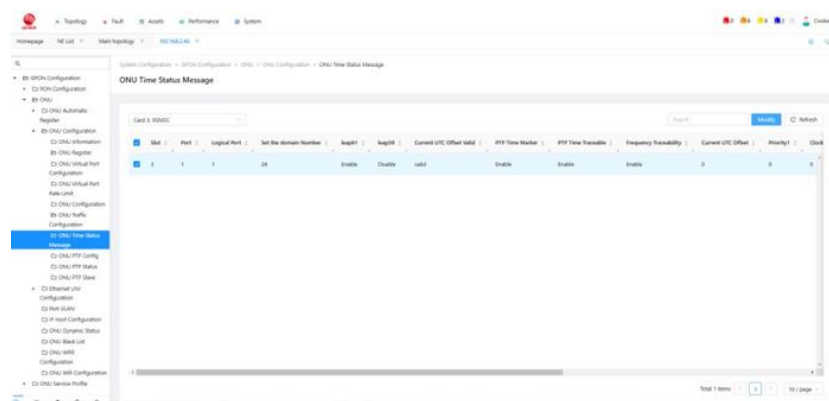 Topology Fault Assets Performance System
Homepage NE List Main topology
System Configuration > GPON Configuration > ONU > ONU Configuration > ONU Time Status Message
ONU Time Status Message
GPON Configuration
PON Configuration
ONU
ONU Automatic
Register
ONU Configuration
ONU Information
ONU Register
ONU Virtual Port
Configuration
ONU Virtual Port
Rate Limit
ONU Configuration
ONU Traffic
Configuration
ONU Time Status
Message
ONU PTP Config
ONU PTP Status
ONU PTP Slave
Ethernet UNI
Configuration
Port VLAN
IP Host Configuration
ONU Dynamic Status
ONU Black List
ONU WIFI
Configuration
ONU Wifi Configuration
ONU Service Profile
Search Modify Refresh
Slot Port Logical Port Set the domain Number leap61 leap59 Current UTC Offset Valid PTP Time Marker PTP Time Traceable Frequency Traceability Current UTC Offset Priority1 Clock
3 1 1 24 Enable Disable valid Enable Enable Enable 0 0 0
Total 1 items 1 10 / page